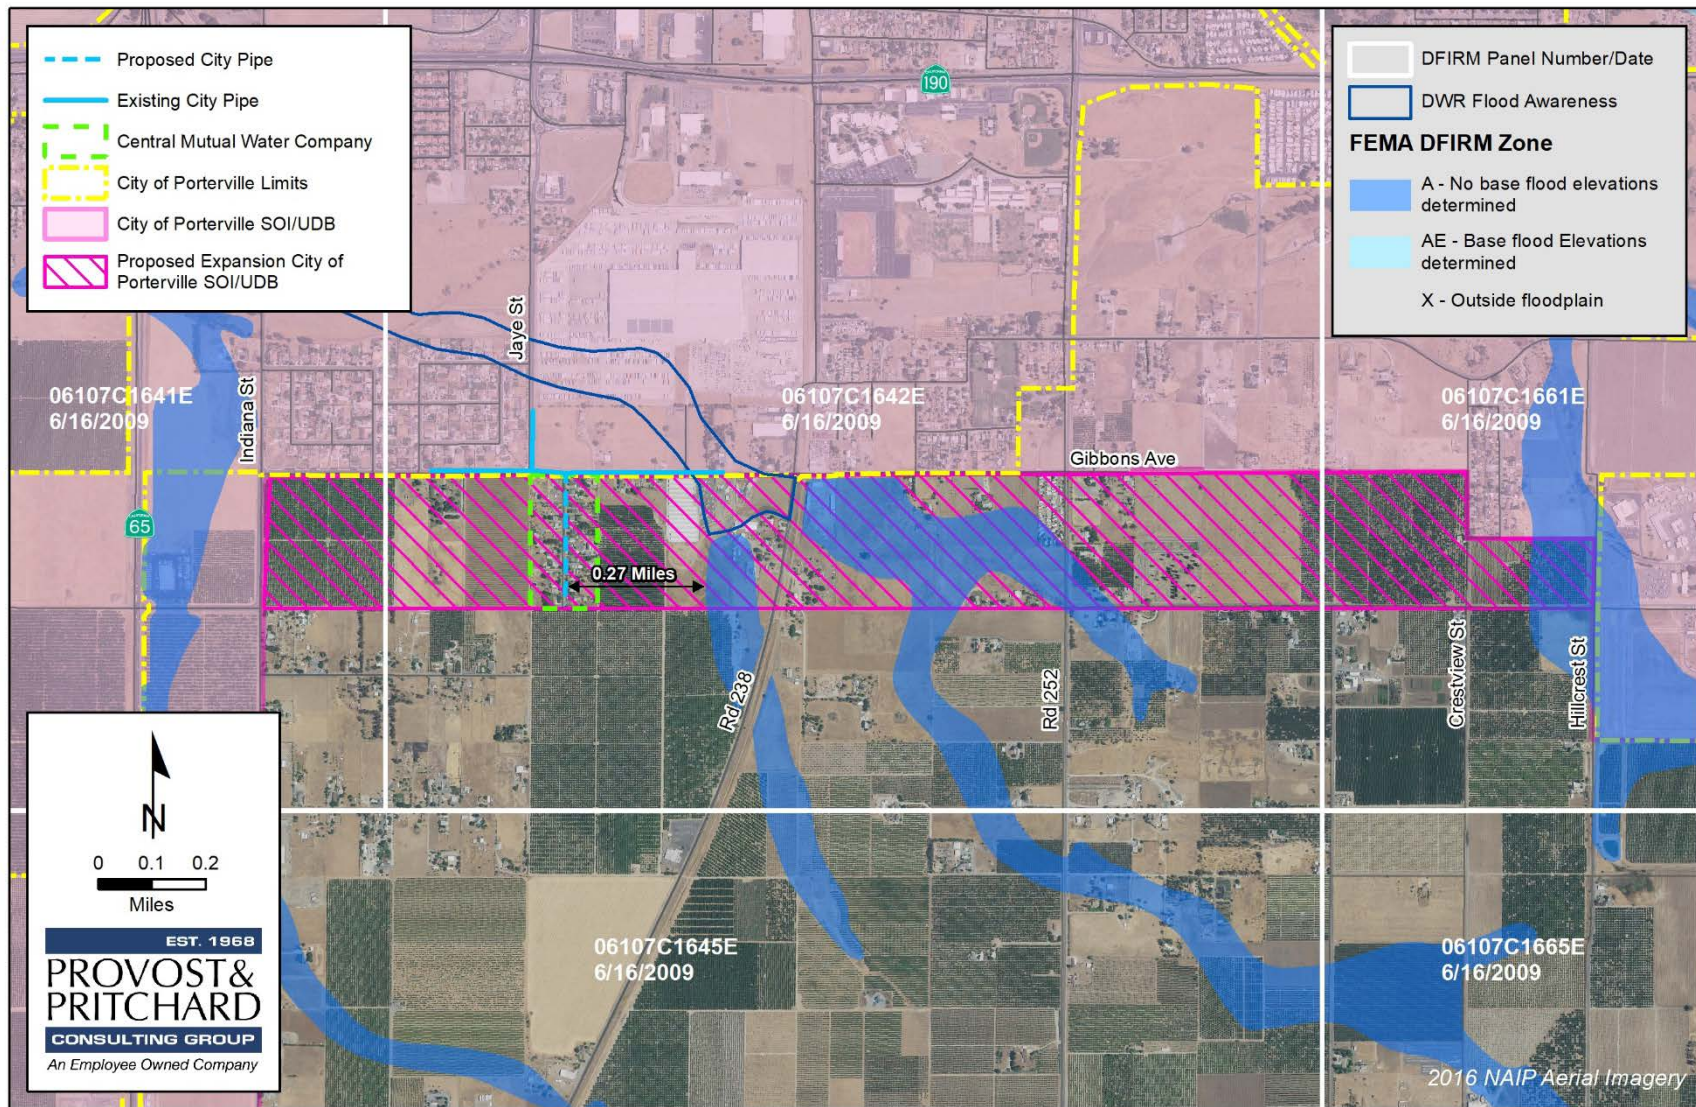 Proposed City Pipe
Existing City Pipe
Central Mutual Water Company
City of Porterville Limits
City of Porterville SOI/UDB
Proposed Expansion City of
Porterville SOI/UDB
CALIFORNIA
190
DFIRM Panel Number/Date
DWR Flood Awareness
FEMA DFIRM Zone
A - No base flood elevations
determined
AE - Base flood Elevations
determined
X - Outside floodplain
Jaye St
Indiana St
06107C1641E
6/16/2009
06107C1642E
6/16/2009
06107C1661E
6/16/2009
Gibbons Ave
CALIFORNIA
65
0.27 Miles
Rd 238
Rd 252
Crestview St
Hillcrest St
N
0 0.1 0.2
Miles
EST. 1968
PROVOST&
PRITCHARD
CONSULTING GROUP
An Employee Owned Company
06107C1645E
6/16/2009
06107C1665E
6/16/2009
2016 NAIP Aerial Imagery